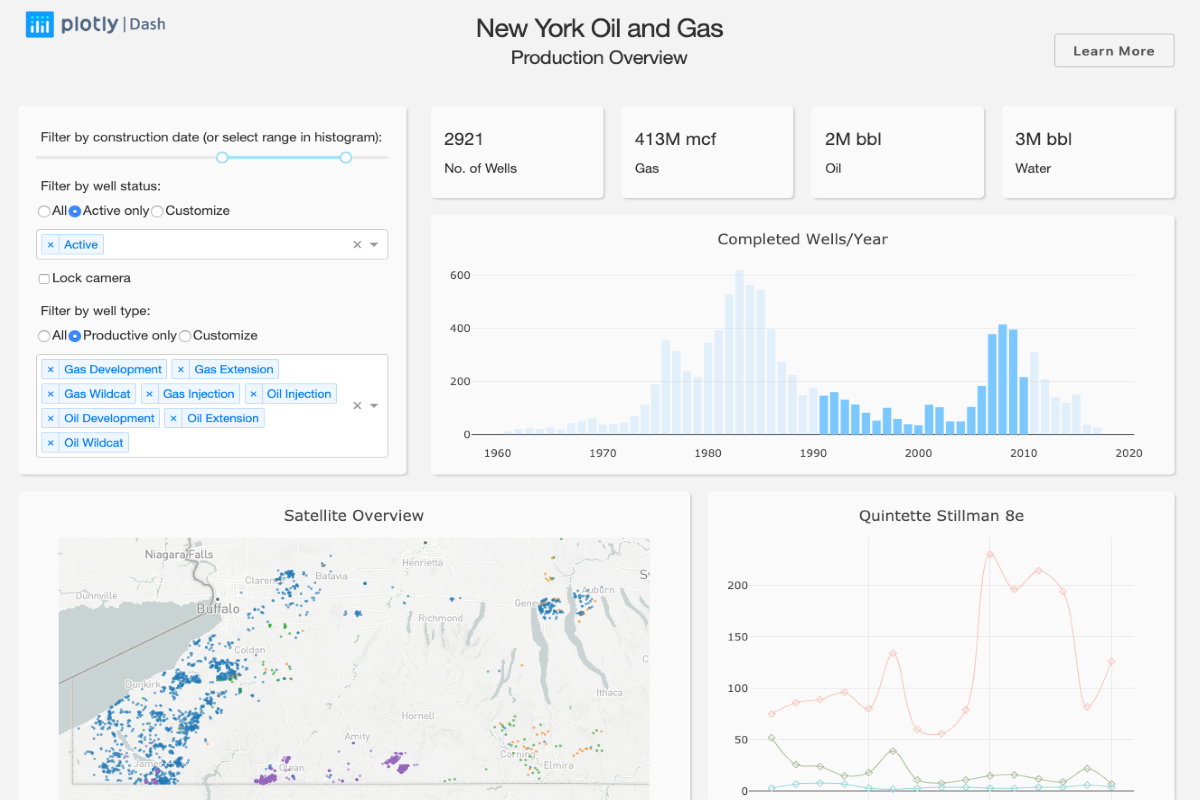 plotly | Dash
New York Oil and Gas
Production Overview
Learn More
Filter by construction date (or select range in histogram):
Filter by well status:
All Active only Customize
× Active × 
Lock camera
Filter by well type:
All Productive only Customize
× Gas Development × Gas Extension
× Gas Wildcat × Gas Injection × Oil Injection ×
× Oil Development × Oil Extension
× Oil Wildcat
2921
No. of Wells
413M mcf
Gas
2M bbl
Oil
3M bbl
Water
Completed Wells/Year
600
400
200
0
1960 1970 1980 1990 2000 2010 2020
Satellite Overview
Niagara Falls
Henrietta
Batavia
Claren
Dunnville
Buffalo
Gene
Auburn
Richmond
Colden
Dunkirk
Ithaca
Hornell
Amity
Corning
James
Olean
Elmira
Quintette Stillman 8e
200
150
100
50
0